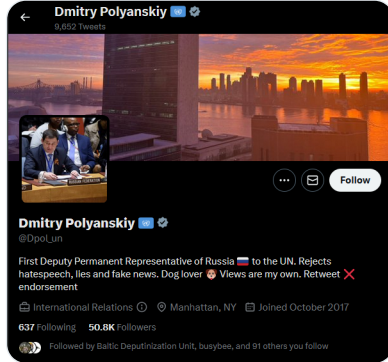 Dmitry Polyanskiy 🇺🇳
9,652 Tweets
RUSSIAN FEDERATION
Follow
Dmitry Polyanskiy 🇺🇳
@Dpol_un
First Deputy Permanent Representative of Russia 🇷🇺 to the UN. Rejects
hatespeech, lies and fake news. Dog lover 🐶 Views are my own. Retweet ❌
endorsement
International Relations Manhattan, NY Joined October 2017
637 Following 50.8K Followers
Followed by Baltic Deputinization Unit, busybee, and 91 others you follow